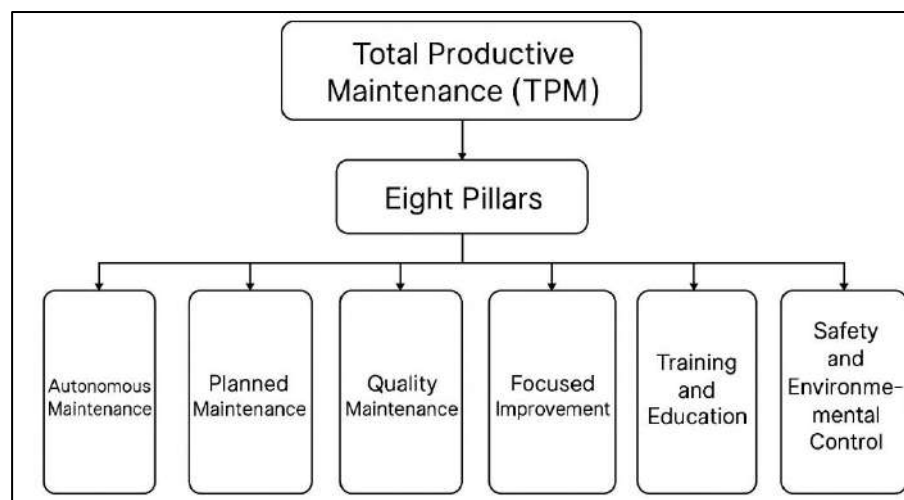 Total Productive
Maintenance (TPM)
Eight Pillars
Autonomous
Maintenance
Planned
Maintenance
Quality
Maintenance
Focused
Improvement
Training
and
Education
Safety
and
Environme-
mental
Control